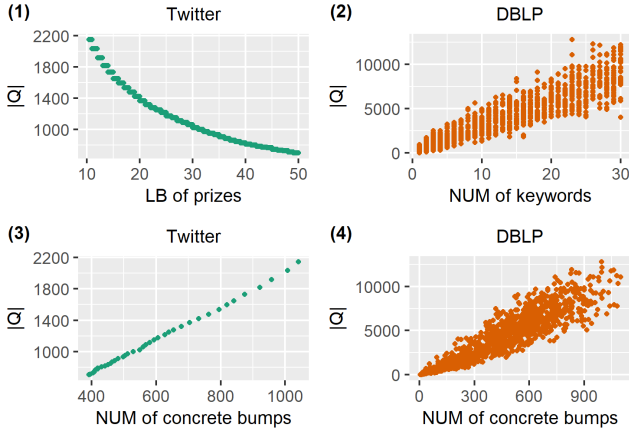 (1) Twitter
|Q|
2200
1800
1400
1000
10 20 30 40 50
LB of prizes
(2) DBLP
|Q|
10000
5000
0
0 10 20 30
NUM of keywords
(3) Twitter
|Q|
2200
1800
1400
1000
400 600 800 1000
NUM of concrete bumps
(4) DBLP
|Q|
10000
5000
0
0 300 600 900
NUM of concrete bumps